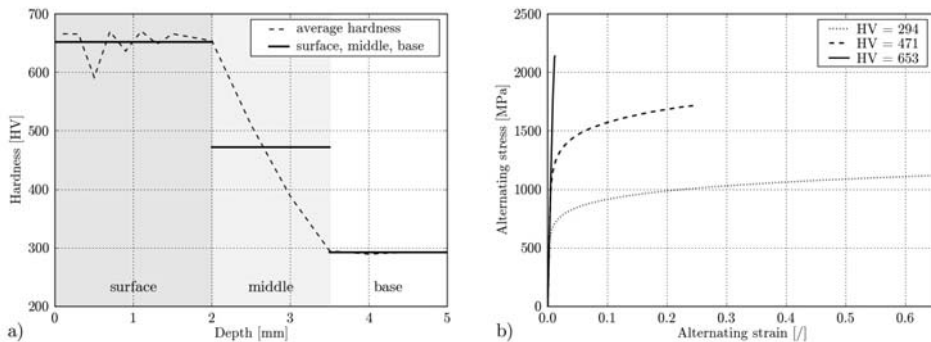 700
600
500
400
300
200
0
1
2
3
4
5
Hardness [HV]
Depth [mm]
average hardness
surface, middle, base
surface
middle
base
a)
2500
2000
1500
1000
500
0
0.0
0.1
0.2
0.3
0.4
0.5
0.6
Alternating stress [MPa]
Alternating strain [/]
HV = 294
HV = 471
HV = 653
b)